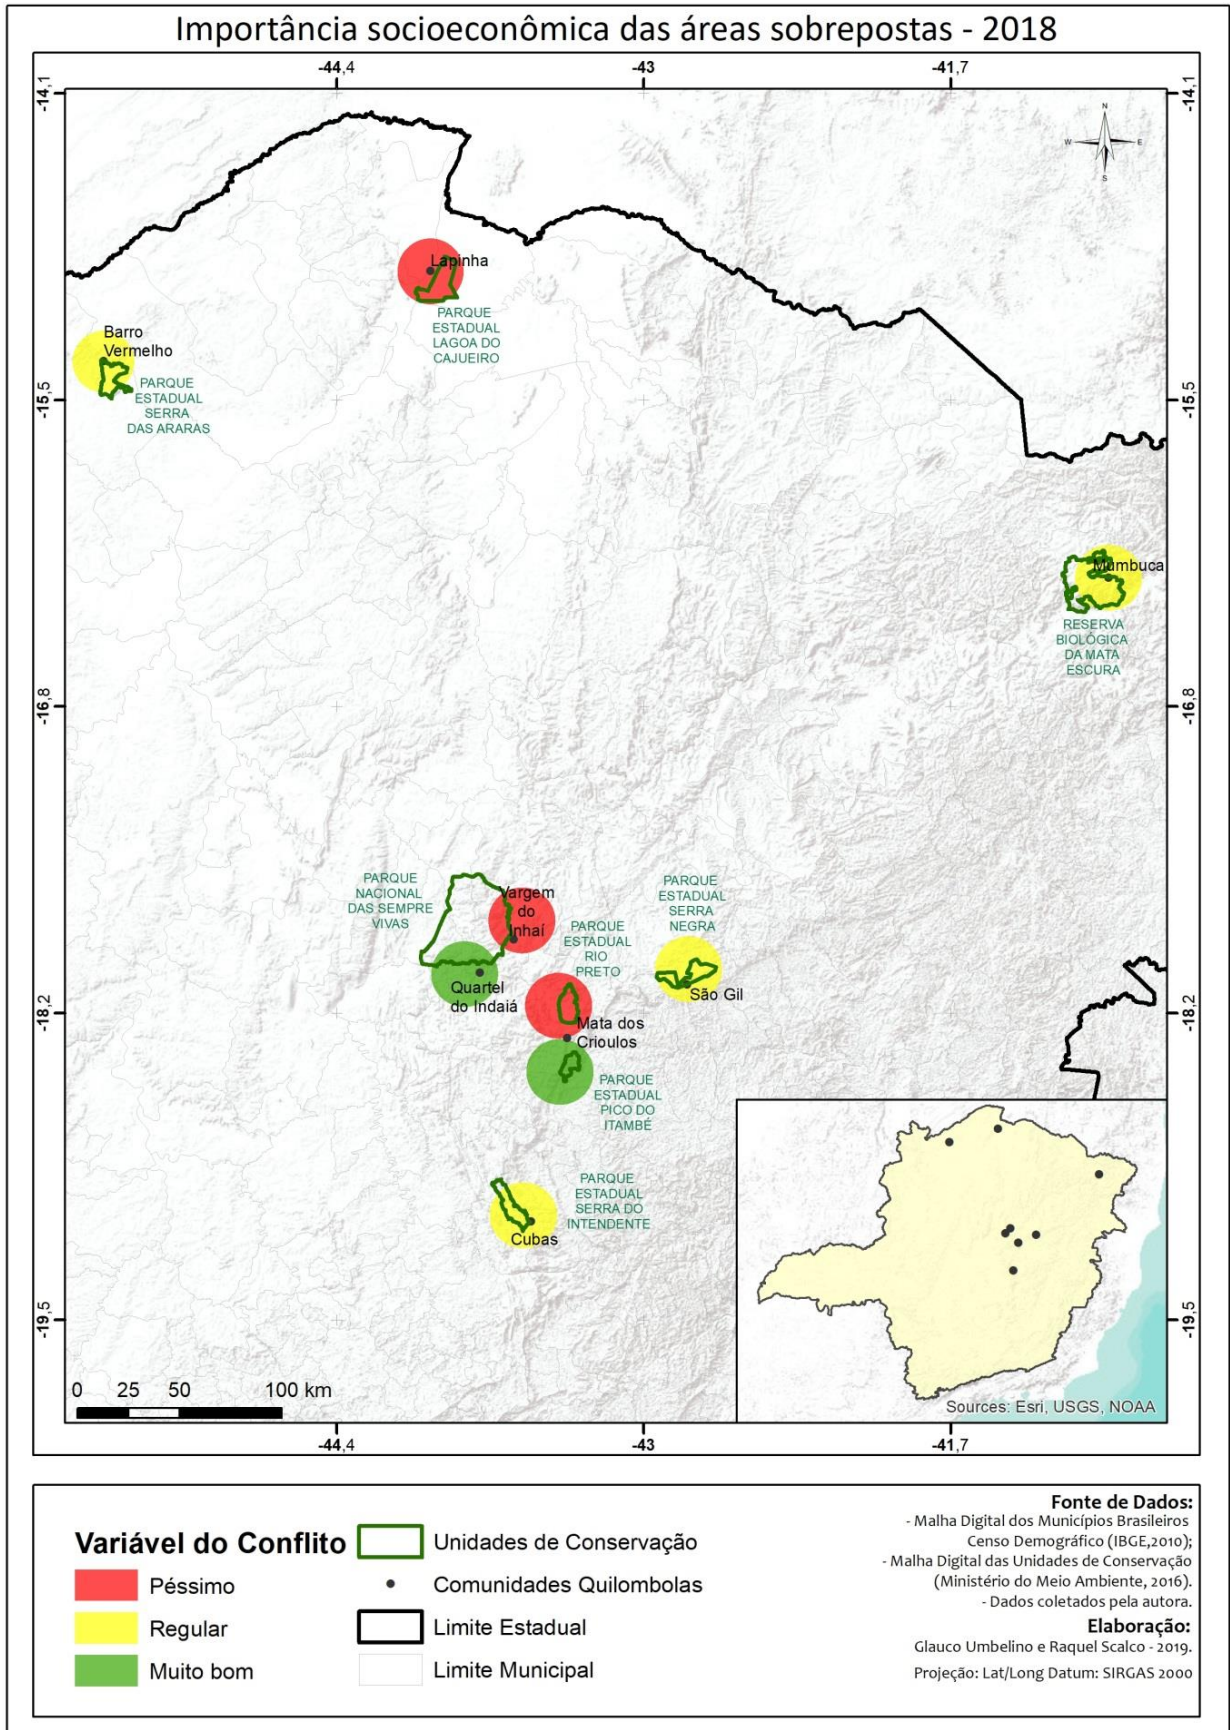 Importância socioeconômica das áreas sobrepostas - 2018
-44,4
-43
-41,7
-14,1
-14,1
N
W
E
S
Lapinha
PARQUE
ESTADUAL
LAGOA DO
CAJUEIRO
Barro
Vermelho
PARQUE
ESTADUAL
SERRA
DAS ARARAS
-15,5
-15,5
Mumbuca
RESERVA
BIOLÓGICA
DA MATA
ESCURA
-16,8
-16,8
PARQUE
NACIONAL
DAS SEMPRE
VIVAS
Vargem
do
Inhaí
PARQUE
ESTADUAL
RIO
PRETO
PARQUE
ESTADUAL
SERRA
NEGRA
Quartel
do Indaiá
São Gil
-18,2
-18,2
Mata dos
Crioulos
PARQUE
ESTADUAL
PICO DO
ITAMBÉ
PARQUE
ESTADUAL
SERRA DO
INTENDENTE
Cubas
-19,5
-19,5
0 25 50 100 km
Sources: Esri, USGS, NOAA
-44,4
-43
-41,7
Variável do Conflito
Péssimo
Regular
Muito bom
Unidades de Conservação
Comunidades Quilombolas
Limite Estadual
Limite Municipal
Fonte de Dados:
- Malha Digital dos Municípios Brasileiros
Censo Demográfico (IBGE,2010);
- Malha Digital das Unidades de Conservação
(Ministério do Meio Ambiente, 2016).
- Dados coletados pela autora.
Elaboração:
Glauco Umbelino e Raquel Scalco - 2019.
Projeção: Lat/Long Datum: SIRGAS 2000